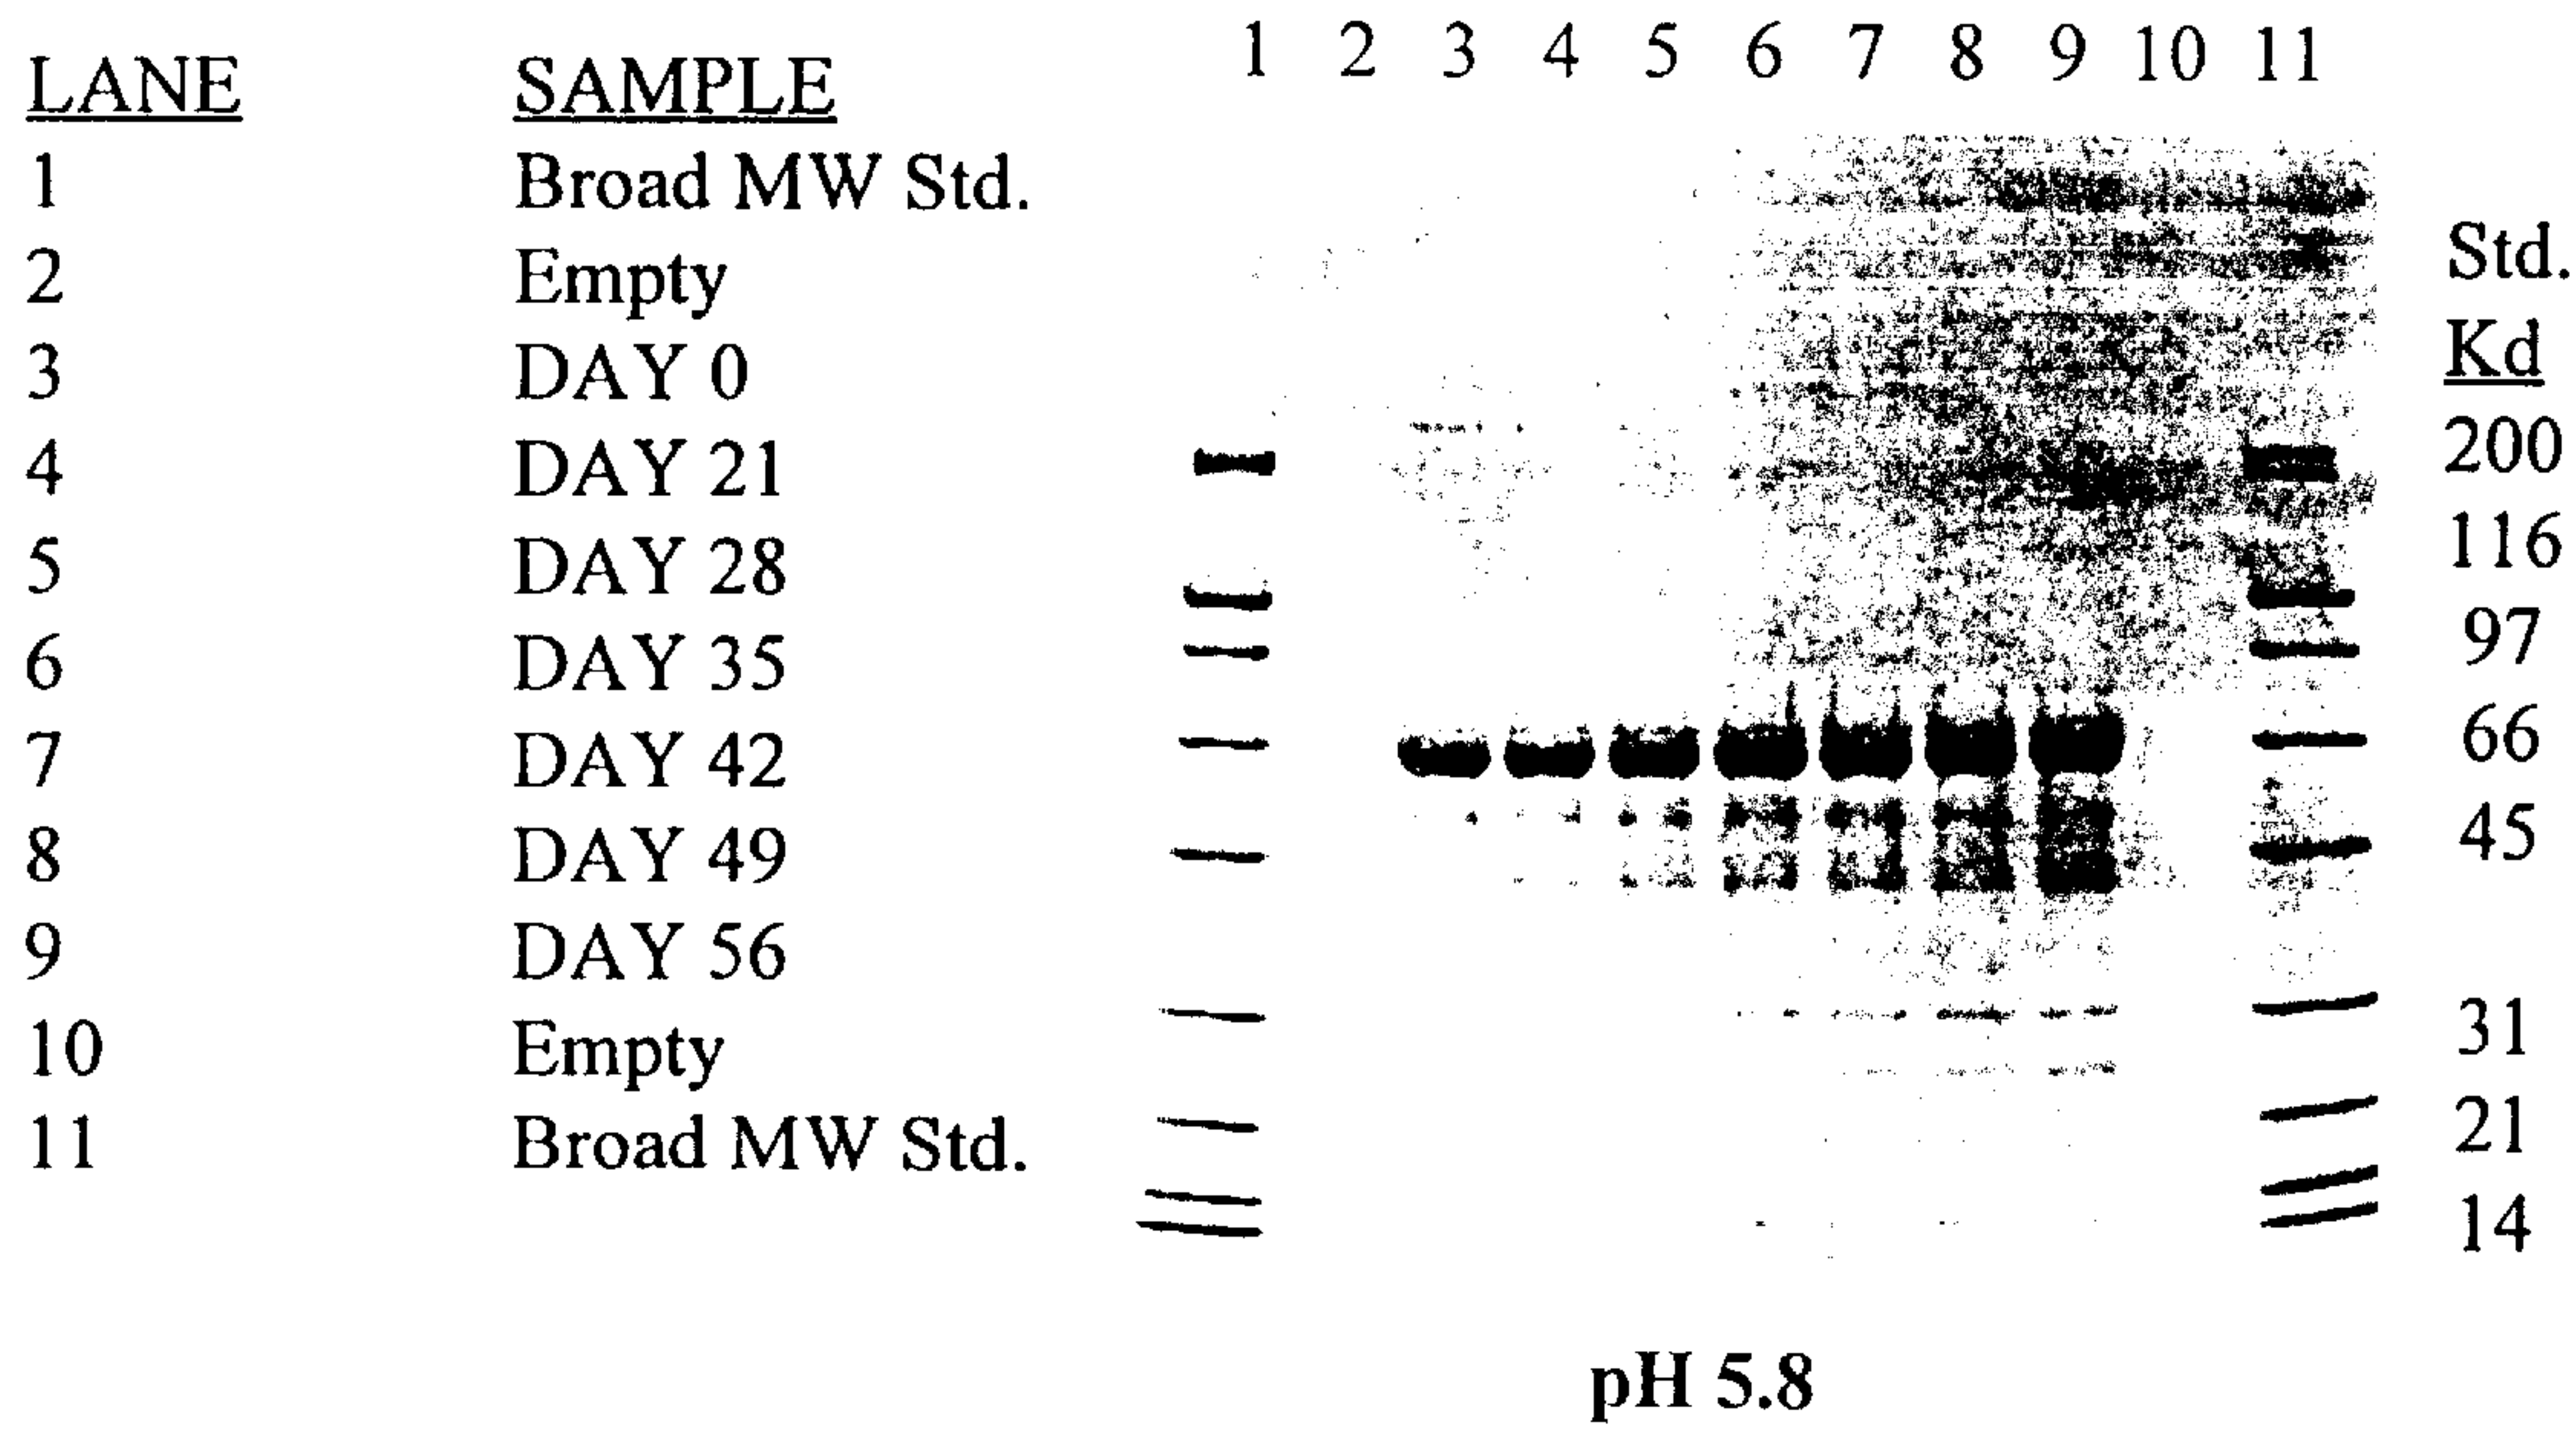 LANE SAMPLE
1 Broad MW Std.
2 Empty
3 DAY 0
4 DAY 21
5 DAY 28
6 DAY 35
7 DAY 42
8 DAY 49
9 DAY 56
10 Empty
11 Broad MW Std.
1 2 3 4 5 6 7 8 9 10 11
Std.
Kd
200
116
97
66
45
31
21
14
pH 5.8